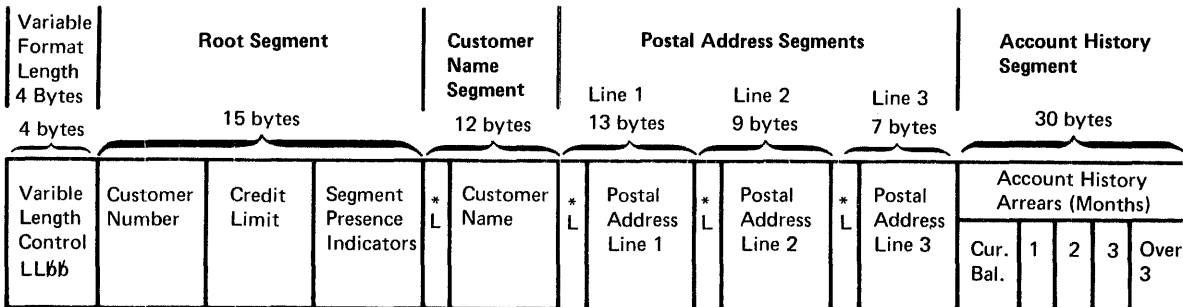 Variable
Format
Length
4 Bytes
Root Segment
Customer
Name
Segment
Postal Address Segments
Account History
Segment
Line 1
Line 2
Line 3
4 bytes
15 bytes
12 bytes
13 bytes
9 bytes
7 bytes
30 bytes
Varible
Length
Control
LLƀƀ
Customer
Number
Credit
Limit
Segment
Presence
Indicators
*
L
Customer
Name
*
L
Postal
Address
Line 1
*
L
Postal
Address
Line 2
*
L
Postal
Address
Line 3
Account History
Arrears (Months)
Cur.
Bal.
1
2
3
Over
3